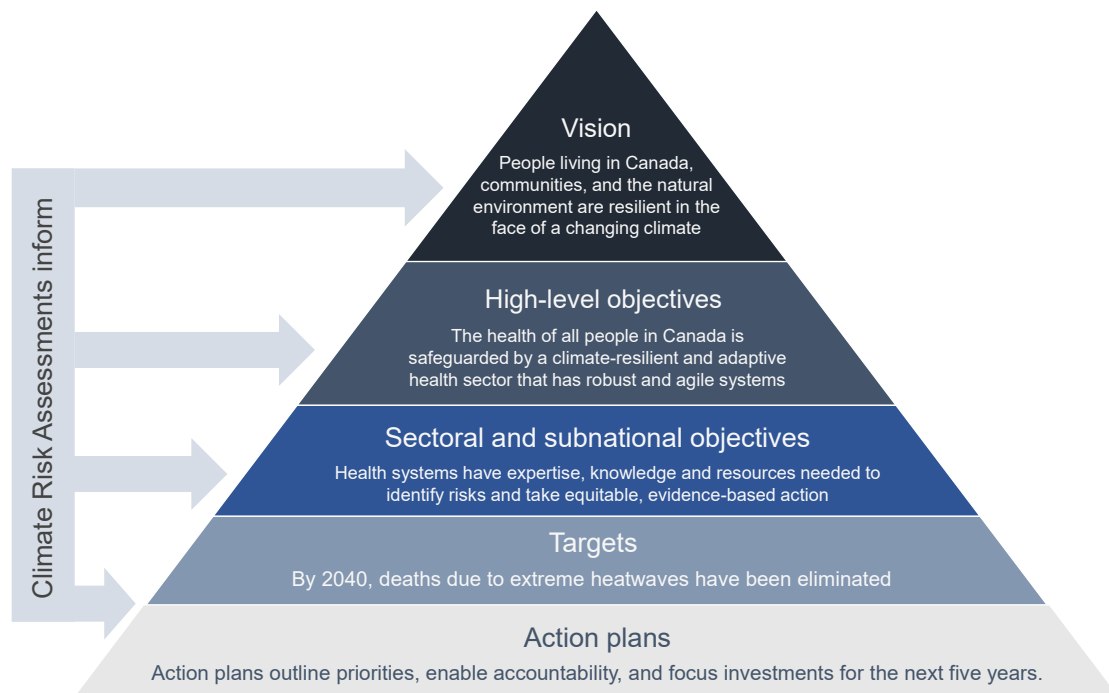 Climate Risk Assessments inform
Vision
People living in Canada,
communities, and the natural
environment are resilient in the
face of a changing climate
High-level objectives
The health of all people in Canada is
safeguarded by a climate-resilient and adaptive
health sector that has robust and agile systems
Sectoral and subnational objectives
Health systems have expertise, knowledge and resources needed to
identify risks and take equitable, evidence-based action
Targets
By 2040, deaths due to extreme heatwaves have been eliminated
Action plans
Action plans outline priorities, enable accountability, and focus investments for the next five years.